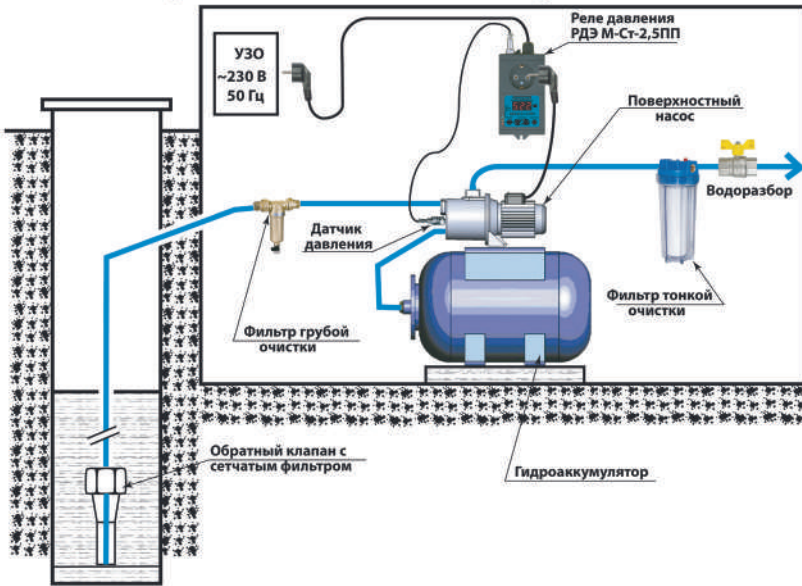 УЗО
~230 В
50 Гц
Реле давления
РДЭ М-Ст-2,5ПП
Поверхностный
насос
Водоразбор
Датчик
давления
Фильтр тонкой
очистки
Фильтр грубой
очистки
Обратный клапан с
сетчатым фильтром
Гидроаккумулятор